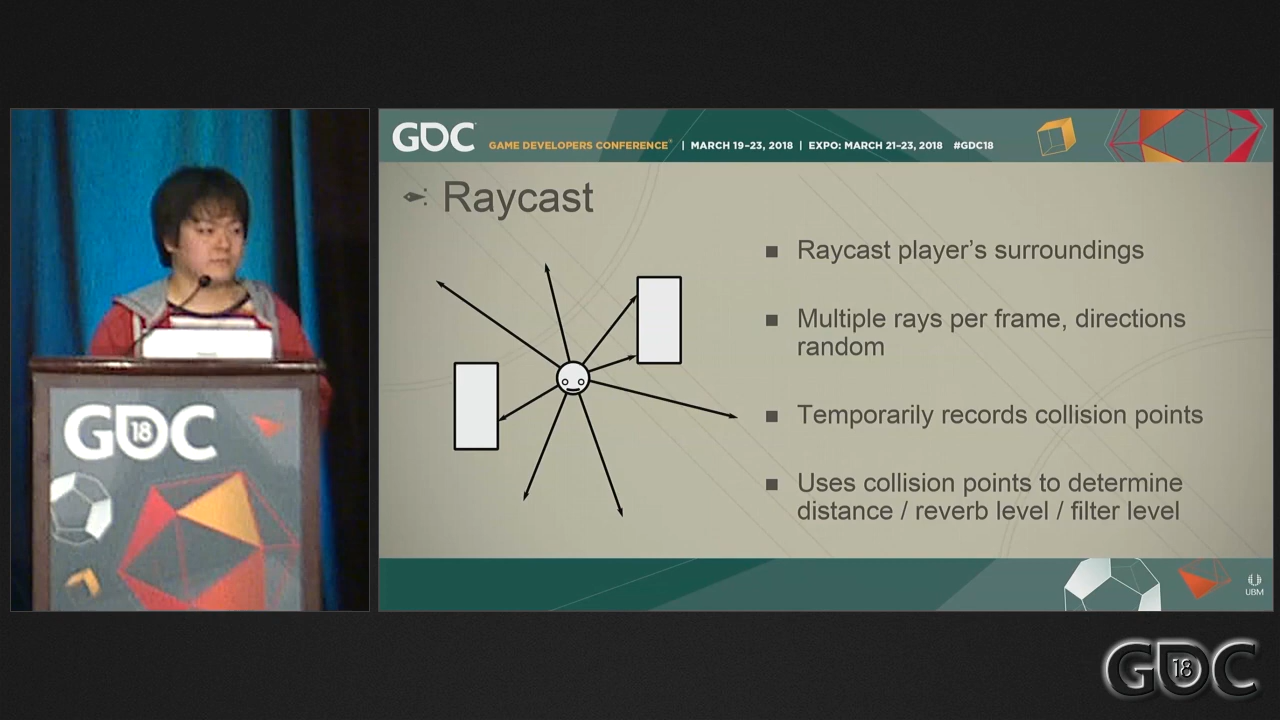 GDC
GAME DEVELOPERS CONFERENCE® | MARCH 19–23, 2018 | EXPO: MARCH 21–23, 2018 #GDC18
Raycast
■ Raycast player's surroundings
■ Multiple rays per frame, directions
random
■ Temporarily records collision points
■ Uses collision points to determine
distance / reverb level / filter level
UBM
GDC
18
GDC
18